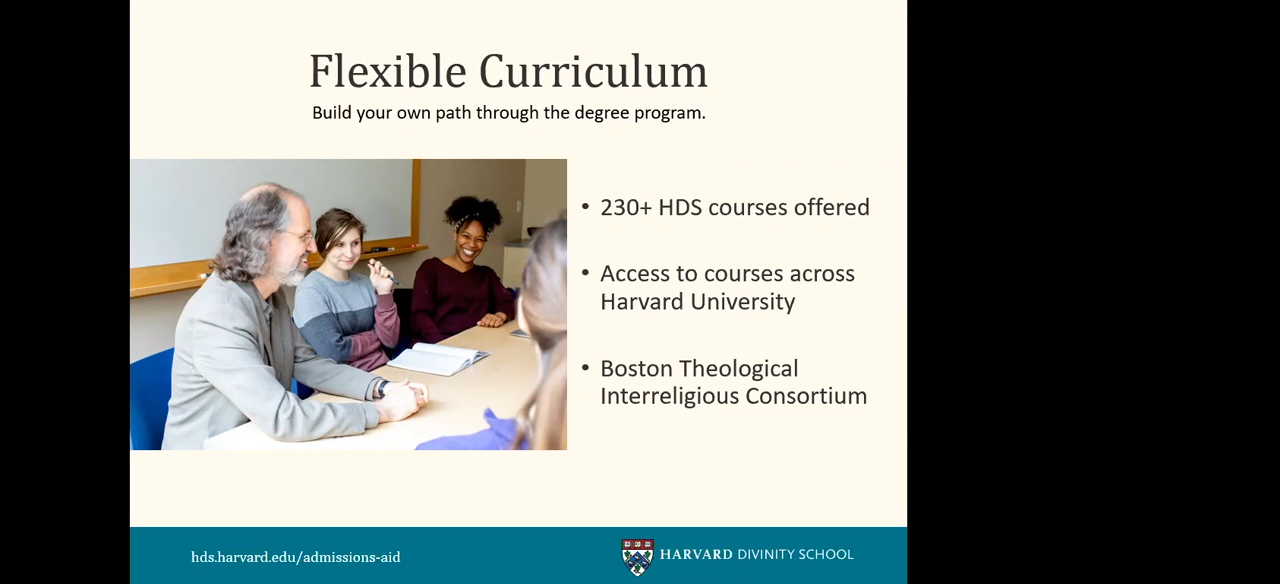 Flexible Curriculum
Build your own path through the degree program.
• 230+ HDS courses offered
• Access to courses across
Harvard University
• Boston Theological
Interreligious Consortium
hds.harvard.edu/admissions-aid
HARVARD DIVINITY SCHOOL